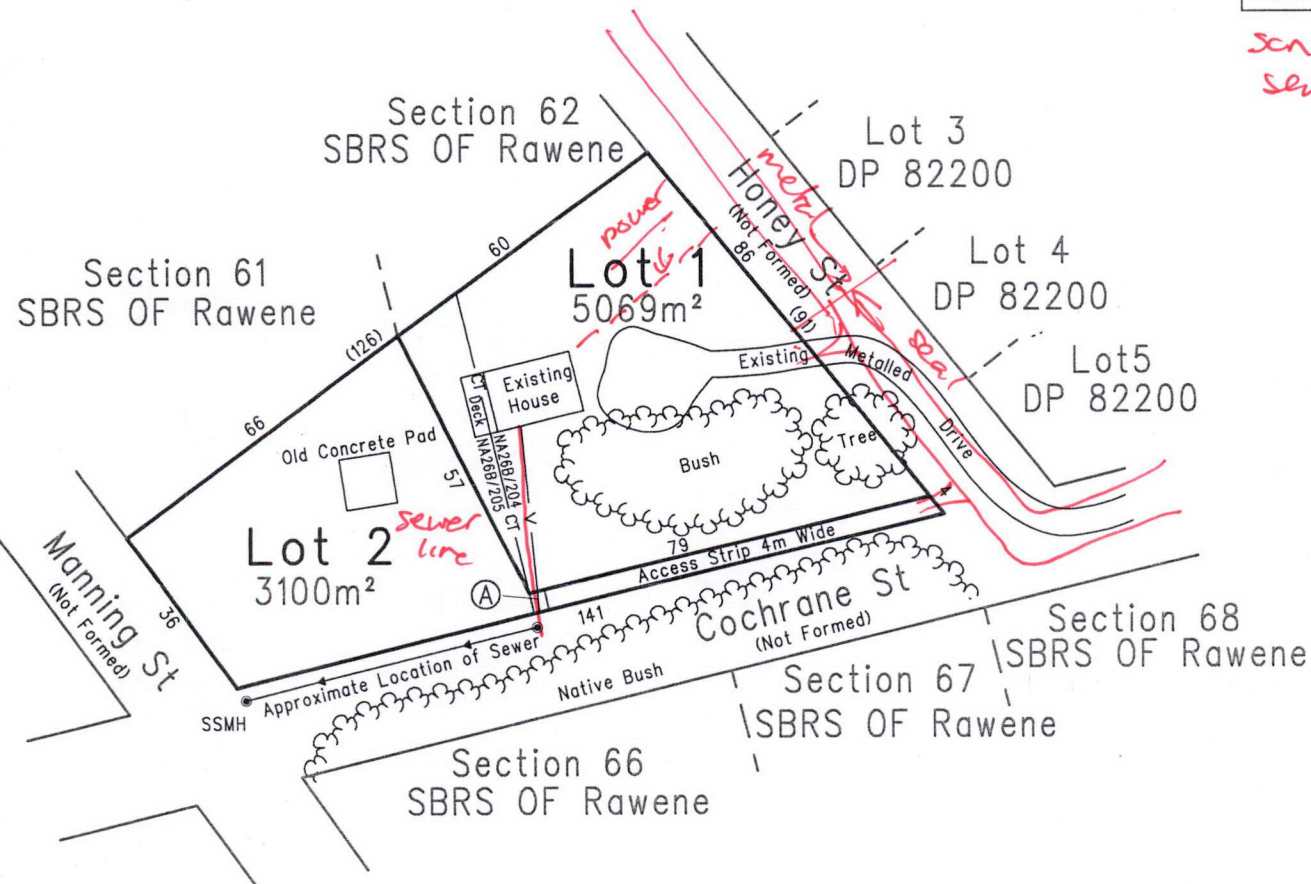 Section 62
SBRS OF Rawene
Lot 3
DP 82200
metal
Honey St
(Not Formed)
86
(91)
power
60
Lot 1
5069m²
Lot 4
DP 82200
Section 61
SBRS OF Rawene
(126)
66
seal
Lot5
DP 82200
Existing Metalled Drive
Existing
House
Deck
CT
NA26B/204 CT
NA26B/205
Old Concrete Pad
57
Bush
Tree
4
sewer
line
Lot 2
3100m²
79
Access Strip 4m Wide
A
141
Manning St
(Not Formed)
36
Cochrane St
(Not Formed)
Approximate Location of Sewer
SSMH
Native Bush
Section 68
SBRS OF Rawene
Section 67
SBRS OF Rawene
Section 66
SBRS OF Rawene